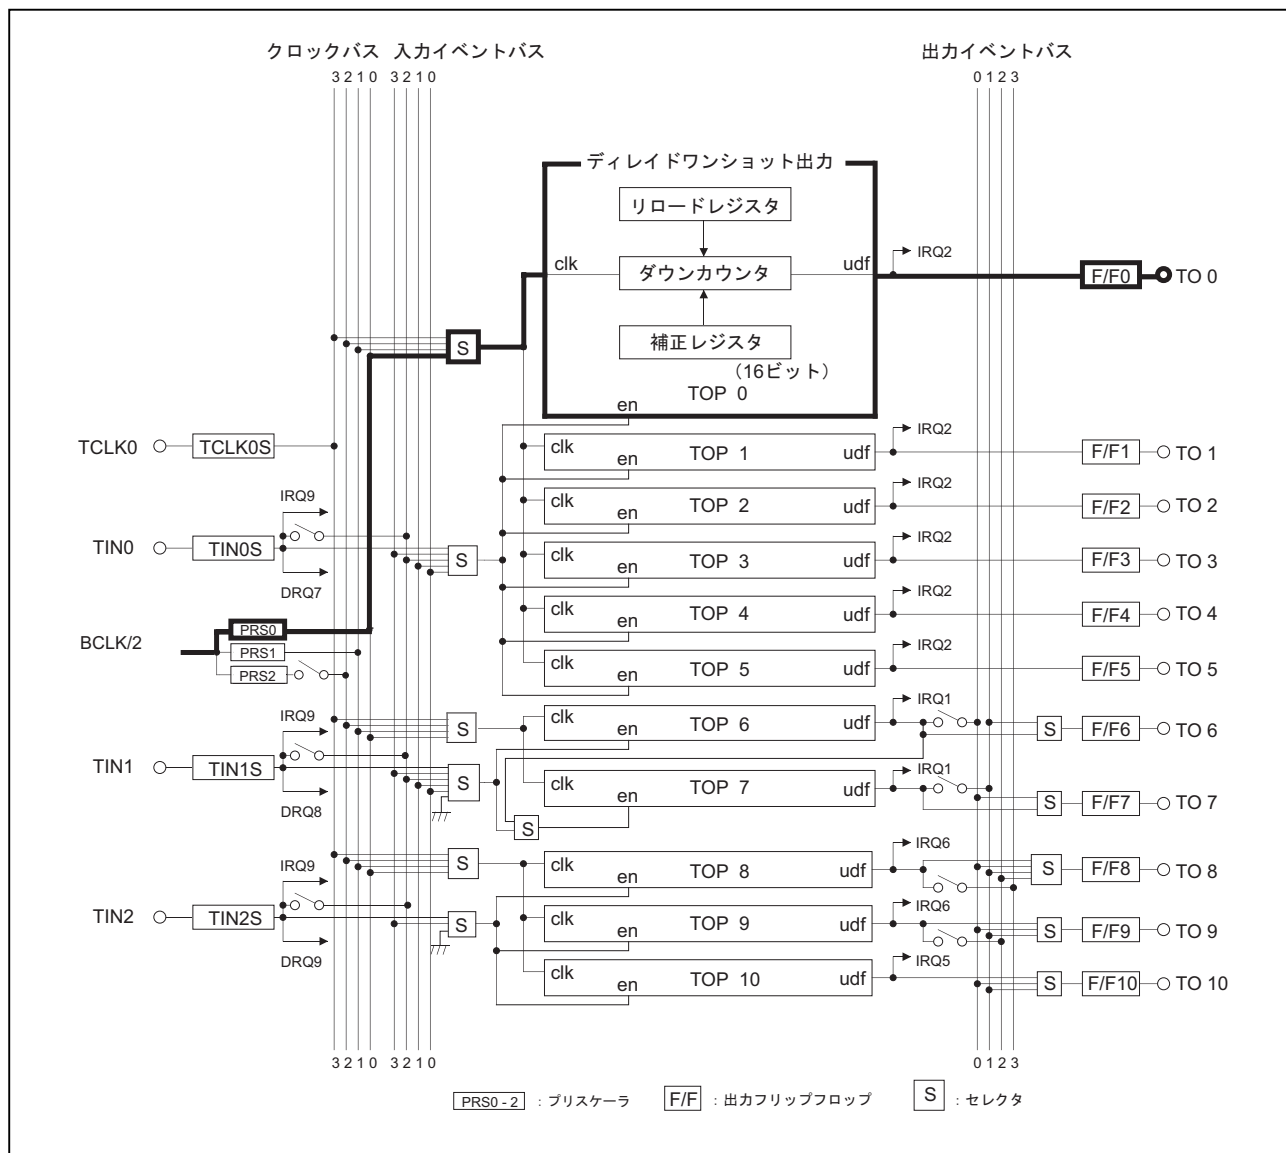 クロックバス 入力イベントバス 出力イベントバス
3 2 1 0 3 2 1 0 0 1 2 3
ディレイドワンショット出力
リロードレジスタ
clk ダウンカウンタ udf IRQ2 F/F0 TO 0
S 補正レジスタ
(16ビット)
TOP 0
en
TCLK0 TCLK0S clk TOP 1 udf IRQ2 F/F1 TO 1
en
IRQ9
clk TOP 2 udf IRQ2 F/F2 TO 2
en
TIN0 TIN0S S clk TOP 3 udf IRQ2 F/F3 TO 3
en
DRQ7
clk TOP 4 udf IRQ2 F/F4 TO 4
en
BCLK/2 PRS0
PRS1
PRS2
clk TOP 5 udf IRQ2 F/F5 TO 5
en
IRQ9
S clk TOP 6 udf IRQ1 S F/F6 TO 6
en
TIN1 TIN1S S clk TOP 7 udf IRQ1 S F/F7 TO 7
en
DRQ8
S
IRQ9
S clk TOP 8 udf IRQ6 S F/F8 TO 8
en
TIN2 TIN2S S clk TOP 9 udf IRQ6 S F/F9 TO 9
en
DRQ9
clk TOP 10 udf IRQ5 S F/F10 TO 10
en
3 2 1 0 3 2 1 0 0 1 2 3
PRS0 - 2 : プリスケーラ F/F : 出力フリップフロップ S : セレクタ